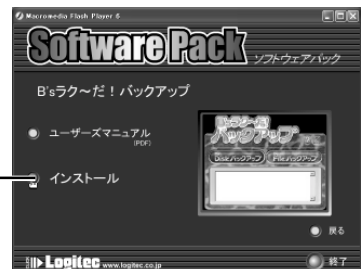 Macromedia Flash Player 6
Software Pack ソフトウェアパック
B'sラク〜だ！バックアップ
ユーザーズマニュアル
(PDF)
インストール
B'sラク〜だ!
バックアップ
Diskバックアップ Fileバックアップ
戻る
Logitec www.logitec.co.jp
終了